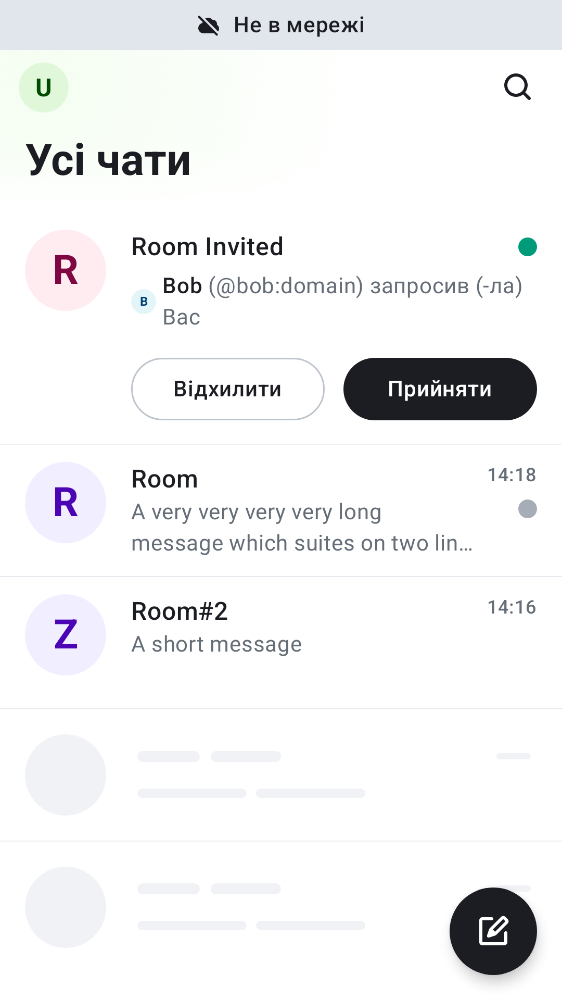 Не в мережі
U
Усі чати
R
Room Invited
B
Bob (@bob:domain) запросив (-ла)
Вас
Відхилити
Прийняти
R
Room
14:18
A very very very very long
message which suites on two lin…
Z
Room#2
14:16
A short message